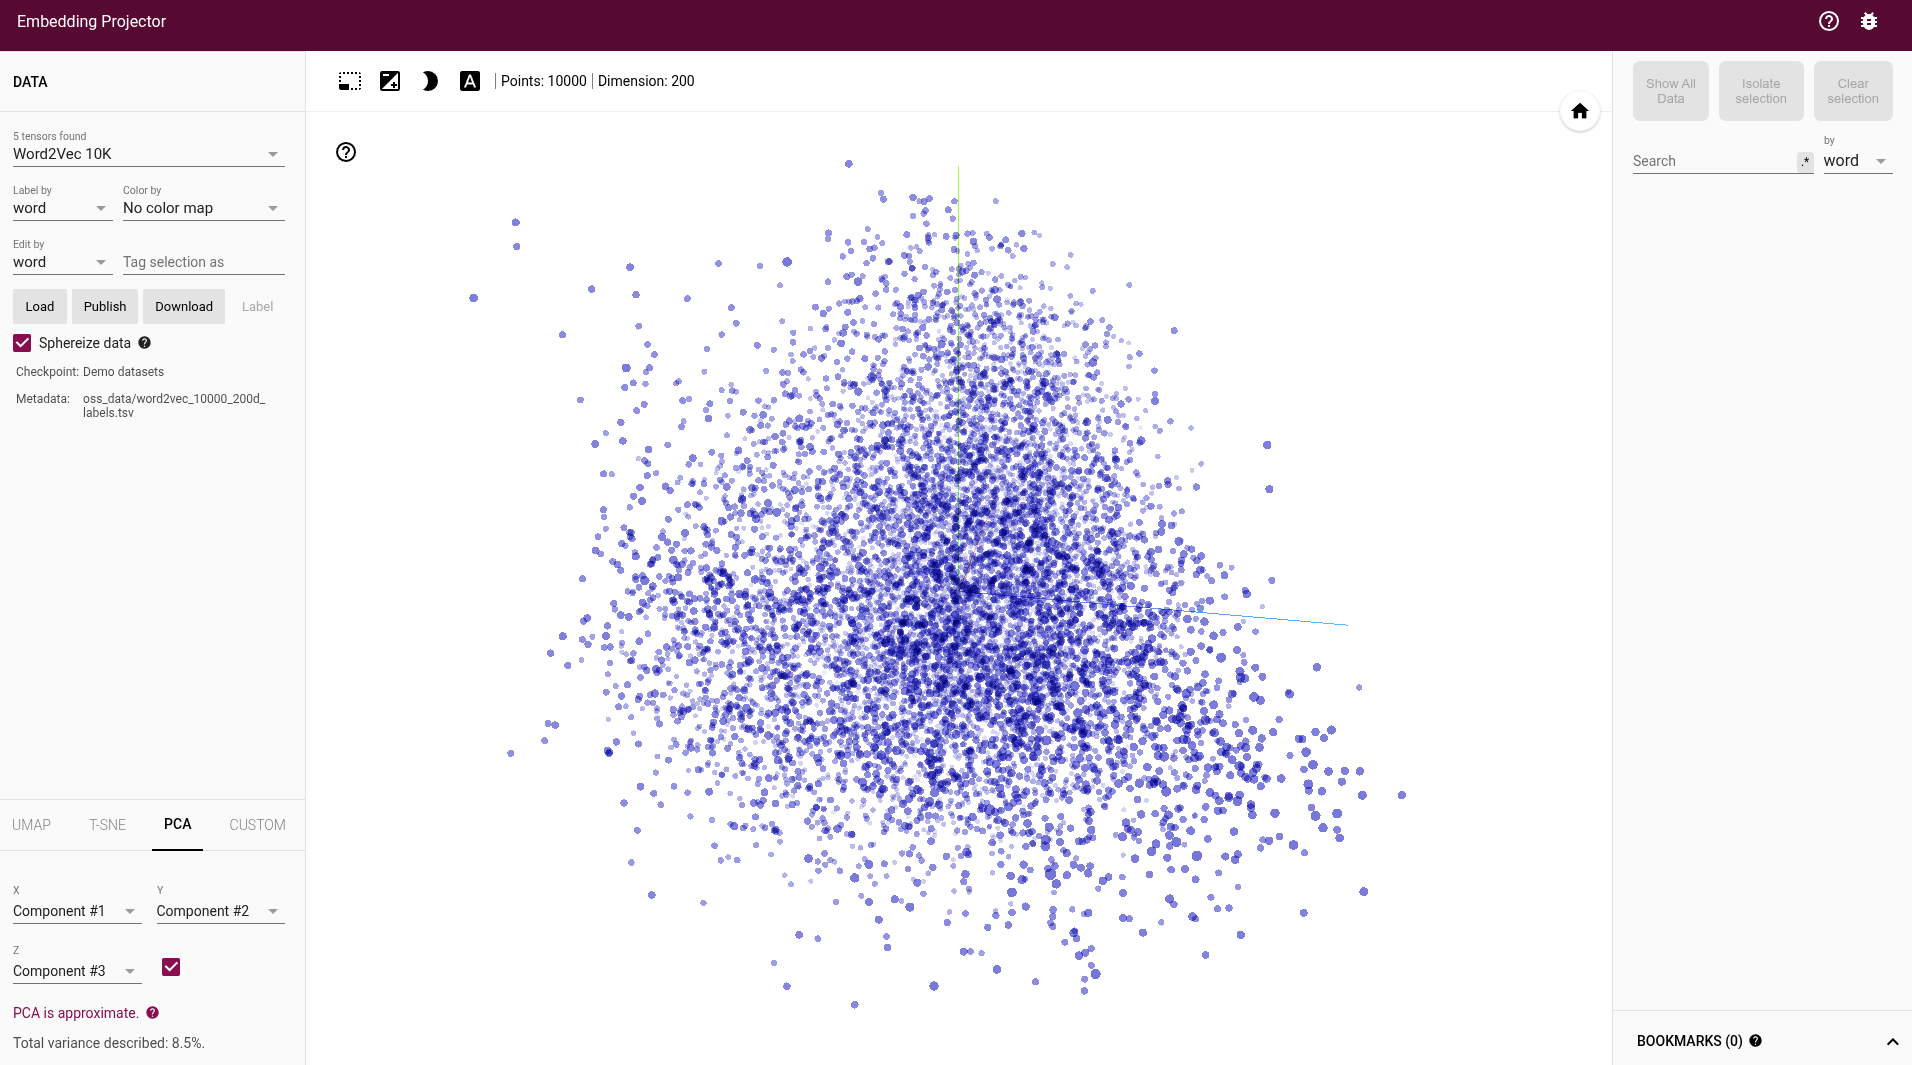 Embedding Projector
DATA
5 tensors found
Word2Vec 10K
Label by
word
Color by
No color map
Edit by
word
Tag selection as
Load
Publish
Download
Label
Sphereize data
Checkpoint: Demo datasets
Metadata: oss_data/word2vec_10000_200d_
labels.tsv
UMAP
T-SNE
PCA
CUSTOM
X
Component #1
Y
Component #2
Z
Component #3
PCA is approximate.
Total variance described: 8.5%.
A
Points: 10000
Dimension: 200
Show All
Data
Isolate
selection
Clear
selection
Search
.*
by
word
BOOKMARKS (0)